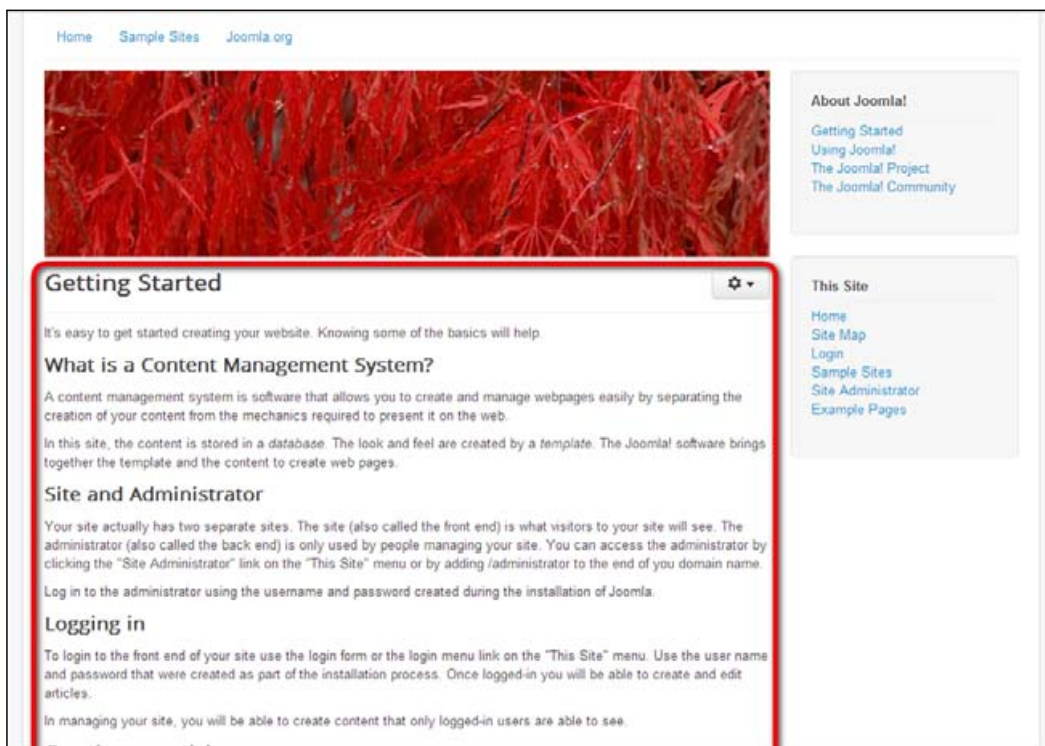 Home Sample Sites Joomla.org
About Joomla!
Getting Started
Using Joomla!
The Joomla! Project
The Joomla! Community
Getting Started
It's easy to get started creating your website. Knowing some of the basics will help.
What is a Content Management System?
A content management system is software that allows you to create and manage webpages easily by separating the
creation of your content from the mechanics required to present it on the web.
In this site, the content is stored in a database. The look and feel are created by a template. The Joomla! software brings
together the template and the content to create web pages.
Site and Administrator
Your site actually has two separate sites. The site (also called the front end) is what visitors to your site will see. The
administrator (also called the back end) is only used by people managing your site. You can access the administrator by
clicking the "Site Administrator" link on the "This Site" menu or by adding /administrator to the end of you domain name.
Log in to the administrator using the username and password created during the installation of Joomla.
Logging in
To login to the front end of your site use the login form or the login menu link on the "This Site" menu. Use the user name
and password that were created as part of the installation process. Once logged-in you will be able to create and edit
articles.
In managing your site, you will be able to create content that only logged-in users are able to see.
This Site
Home
Site Map
Login
Sample Sites
Site Administrator
Example Pages